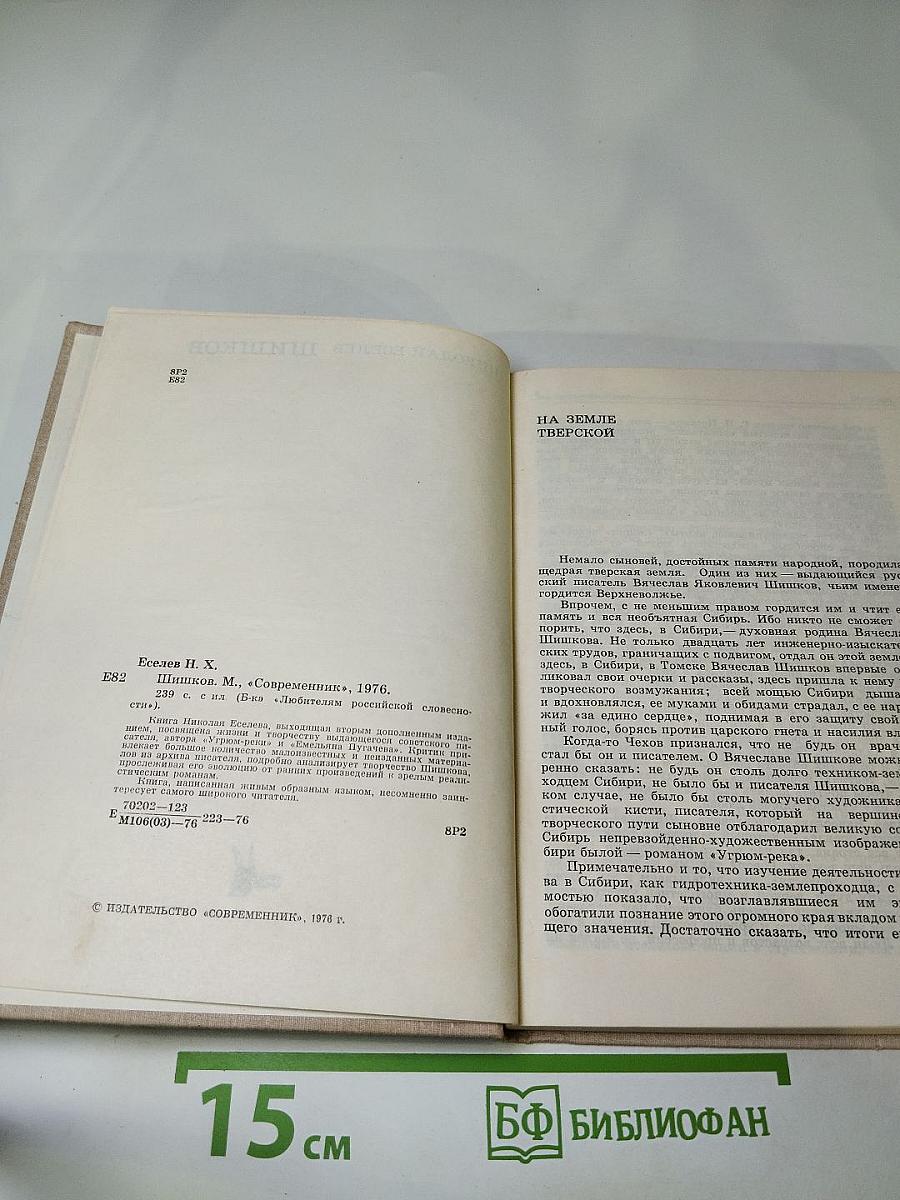 8Р2
Е82
Еселев Н. Х.
Е82 Шишков. М., «Современник», 1976.
239 с. с ил (Б-ка «Любителям российской словесно-
сти»).
Книга Николая Еселева, выходящая вторым дополненным изда-
нием, посвящена жизни и творчеству выдающегося советского пи-
сателя, автора «Угрюм-реки» и «Емельяна Пугачева». Критик при-
влекает большое количество малоизвестных и неизданных материа-
лов из архива писателя, подробно анализирует творчество Шишкова,
прослеживая его эволюцию от ранних произведений к зрелым реали-
стическим романам.
Книга, написанная живым образным языком, несомненно заин-
тересует самого широкого читателя.
Е 70202—123
М106(03)—76 223—76
8Р2
© ИЗДАТЕЛЬСТВО «СОВРЕМЕННИК», 1976 г.
НА ЗЕМЛЕ
ТВЕРСКОЙ
Немало сыновей, достойных памяти народной, породила
щедрая тверская земля. Один из них — выдающийся рус
ский писатель Вячеслав Яковлевич Шишков, чьим имене
гордится Верхневолжье.
Впрочем, с не меньшим правом гордится им и чтит е
память и вся необъятная Сибирь. Ибо никто не сможет
порить, что здесь, в Сибири,— духовная родина Вячесла
Шишкова. Не только двадцать лет инженерно-изыскате
ских трудов, граничащих с подвигом, отдал он этой земле
здесь, в Сибири, в Томске Вячеслав Шишков впервые о
ликовал свои очерки и рассказы, здесь пришла к нему
творческого возмужания; всей мощью Сибири дыша
и вдохновлялся, ее муками и обидами страдал, с ее нар
жил «за едино сердце», поднимая в его защиту свой
ный голос, борясь против царского гнета и насилия вл
Когда-то Чехов признался, что не будь он врач
стал бы он и писателем. О Вячеславе Шишкове можн
ренно сказать: не будь он столь долго техником-зем
ходцем Сибири, не было бы и писателя Шишкова,—
ком случае, не было бы столь могучего художника
стической кисти, писателя, который на вершине
творческого пути сыновне отблагодарил великую со
Сибирь непревзойденно-художественным изображе
бири былой — романом «Угрюм-река».
Примечательно и то, что изучение деятельности
ва в Сибири, как гидротехника-землепроходца, с
мостью показало, что возглавлявшиеся им э
обогатили познание этого огромного края вкладом
щего значения. Достаточно сказать, что итоги е
15 см
БФ БИБЛИОФАН